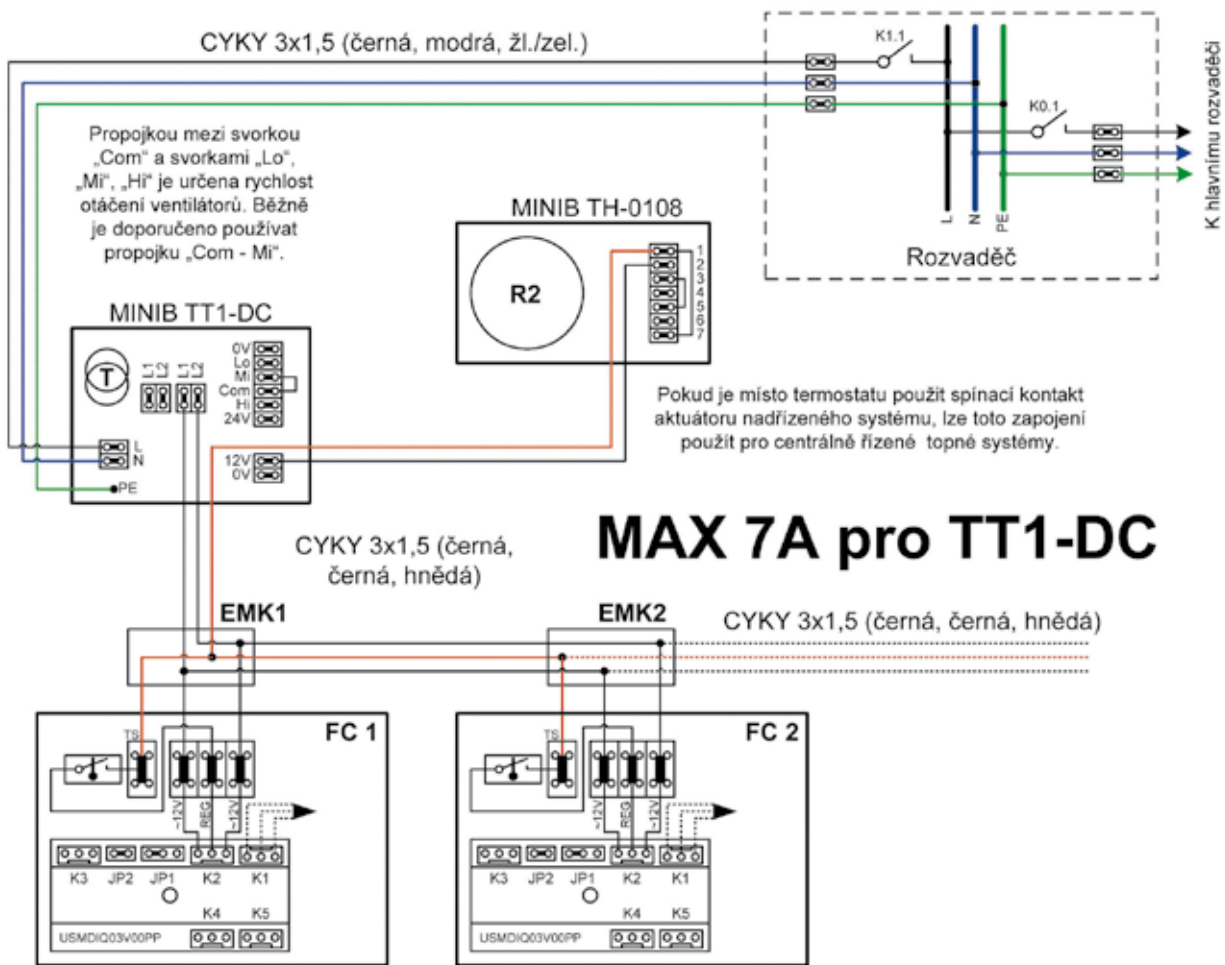 CYKY 3x1,5 (černá, modrá, žl./zel.)
K1.1
K0.1
K hlavnímu rozvaděči
L
N
PE
Rozvaděč
Propojkou mezi svorkou
„Com“ a svorkami „Lo“,
„Mi“, „Hi“ je určena rychlost
otáčení ventilátorů. Běžně
je doporučeno používat
propojku „Com - Mi“.
MINIB TH-0108
R2
1
2
3
4
5
6
7
MINIB TT1-DC
T
L1
L2
L1
L2
0V
Lo
Mi
Com
Hi
24V
L
N
PE
12V
0V
Pokud je místo termostatu použit spínací kontakt
aktuátoru nadřízeného systému, lze toto zapojení
použít pro centrálně řízené topné systémy.
MAX 7A pro TT1-DC
CYKY 3x1,5 (černá,
černá, hnědá)
EMK1
EMK2
CYKY 3x1,5 (černá, černá, hnědá)
FC 1
TS
~12V
REG
~12V
K3
JP2
JP1
K2
K1
K4
K5
USMDIQ03V00PP
FC 2
TS
~12V
REG
~12V
K3
JP2
JP1
K2
K1
K4
K5
USMDIQ03V00PP